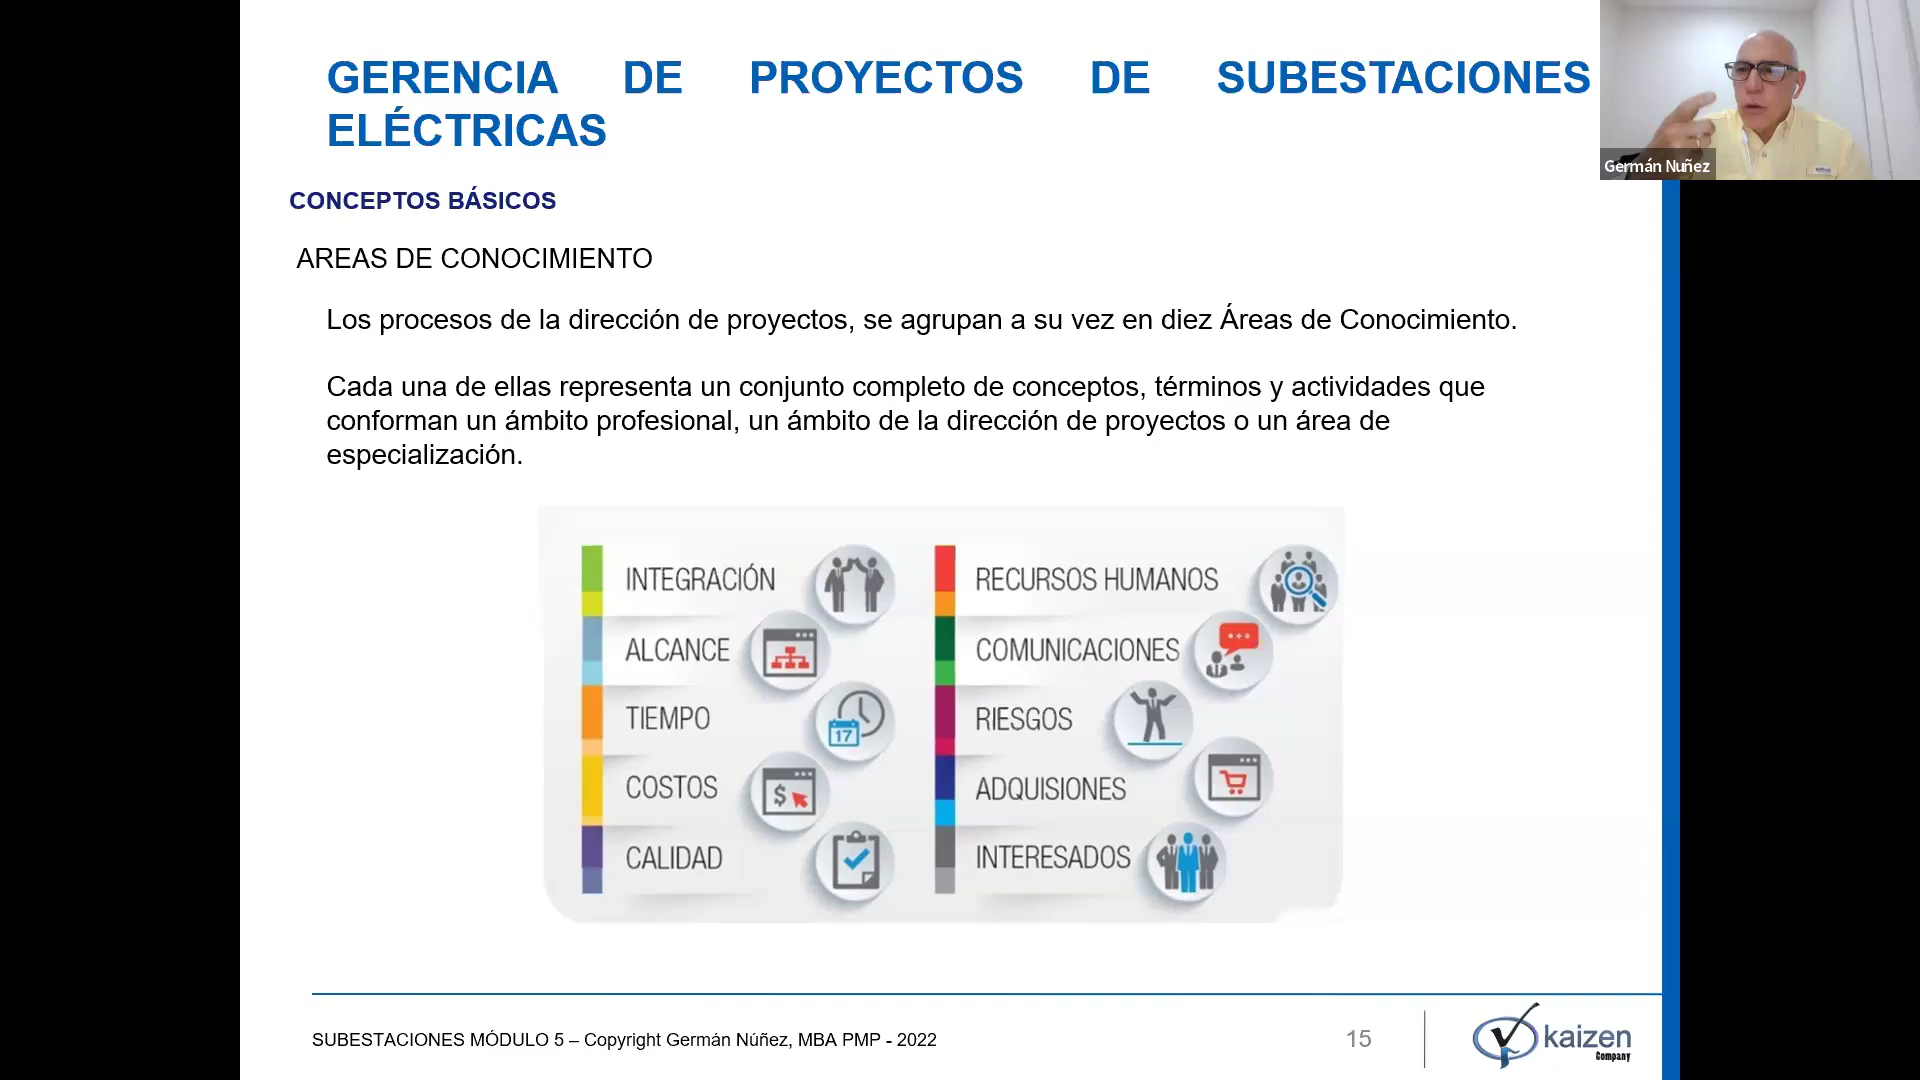 GERENCIA DE PROYECTOS DE SUBESTACIONES
ELÉCTRICAS
Germán Nuñez
CONCEPTOS BÁSICOS
AREAS DE CONOCIMIENTO
Los procesos de la dirección de proyectos, se agrupan a su vez en diez Áreas de Conocimiento.
Cada una de ellas representa un conjunto completo de conceptos, términos y actividades que
conforman un ámbito profesional, un ámbito de la dirección de proyectos o un área de
especialización.
INTEGRACIÓN
ALCANCE
TIEMPO
17
COSTOS
$
CALIDAD
RECURSOS HUMANOS
COMUNICACIONES
RIESGOS
ADQUISIONES
INTERESADOS
SUBESTACIONES MÓDULO 5 – Copyright Germán Núñez, MBA PMP - 2022
15
kaizen
Company